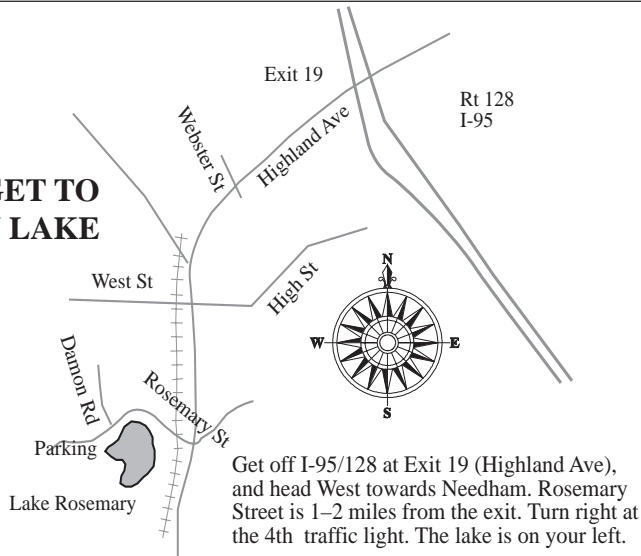 Exit 19
Rt 128
I-95
Webster St
Highland Ave
GET TO
LAKE
West St
High St
N
W
E
S
Damon Rd
Rosemary St
Parking
Lake Rosemary
Get off I-95/128 at Exit 19 (Highland Ave),
and head West towards Needham. Rosemary
Street is 1–2 miles from the exit. Turn right at
the 4th traffic light. The lake is on your left.